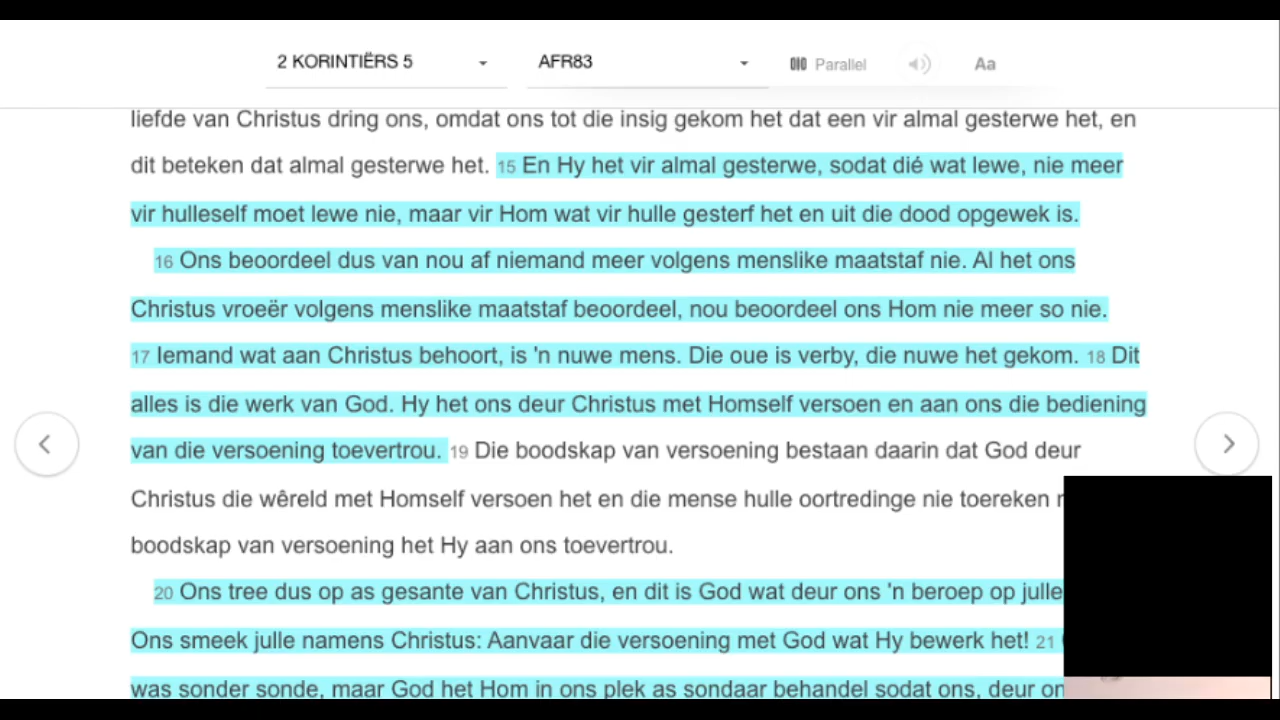 2 KORINTIËRS 5 AFR83 Parallel Aa
liefde van Christus dring ons, omdat ons tot die insig gekom het dat een vir almal gesterwe het, en
dit beteken dat almal gesterwe het. 15 En Hy het vir almal gesterwe, sodat dié wat lewe, nie meer
vir hulleself moet lewe nie, maar vir Hom wat vir hulle gesterf het en uit die dood opgewek is.
16 Ons beoordeel dus van nou af niemand meer volgens menslike maatstaf nie. Al het ons
Christus vroeër volgens menslike maatstaf beoordeel, nou beoordeel ons Hom nie meer so nie.
17 Iemand wat aan Christus behoort, is 'n nuwe mens. Die oue is verby, die nuwe het gekom. 18 Dit
alles is die werk van God. Hy het ons deur Christus met Homself versoen en aan ons die bediening
van die versoening toevertrou. 19 Die boodskap van versoening bestaan daarin dat God deur
Christus die wêreld met Homself versoen het en die mense hulle oortredinge nie toereken
boodskap van versoening het Hy aan ons toevertrou.
20 Ons tree dus op as gesante van Christus, en dit is God wat deur ons 'n beroep op julle
Ons smeek julle namens Christus: Aanvaar die versoening met God wat Hy bewerk het! 21
was sonder sonde, maar God het Hom in ons plek as sondaar behandel sodat ons, deur